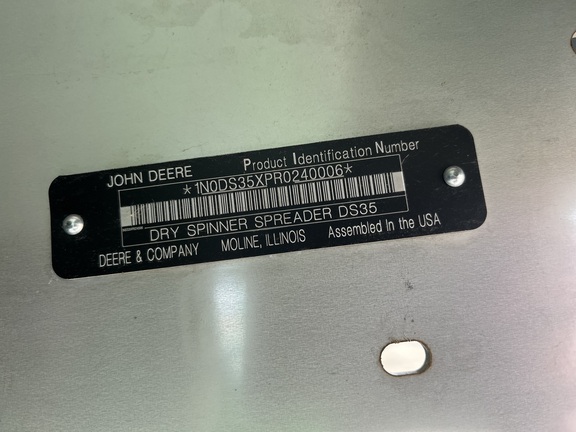 JOHN DEERE
Product Identification Number
*1N0DS35XPR0240006*
DRY SPINNER SPREADER DS35
DEERE & COMPANY MOLINE, ILLINOIS Assembled In the USA